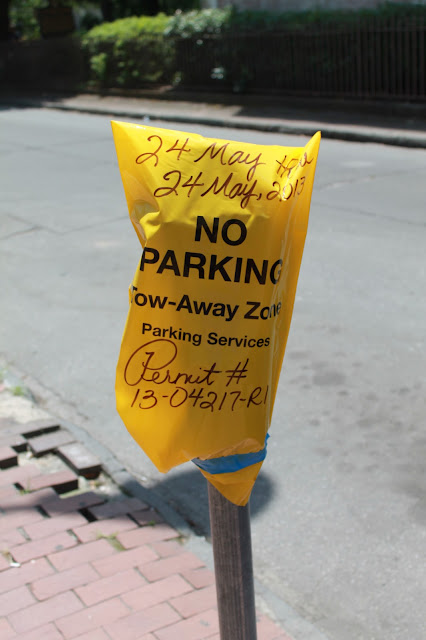 24 May
24 May, 2013
NO
PARKING
Tow-Away Zone
Parking Services
Permit #
13-04217-R1